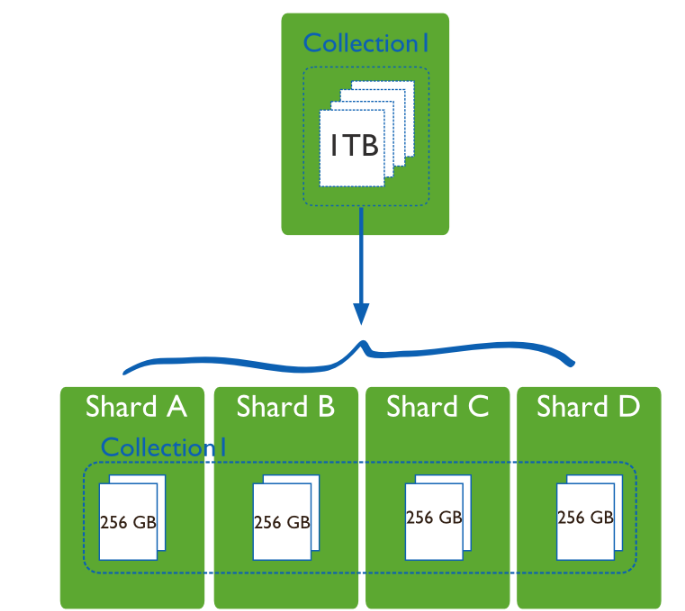 Collection1
1TB
Shard A
Shard B
Shard C
Shard D
Collection1
256 GB
256 GB
256 GB
256 GB